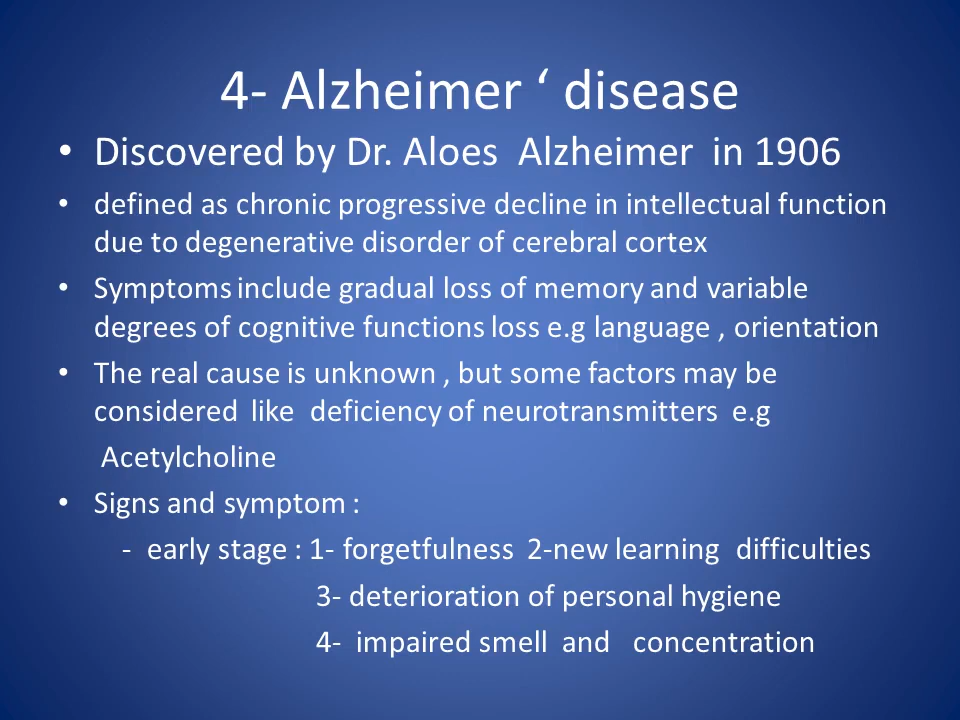 4- Alzheimer ‘ disease
• Discovered by Dr. Aloes Alzheimer in 1906
• defined as chronic progressive decline in intellectual function
due to degenerative disorder of cerebral cortex
• Symptoms include gradual loss of memory and variable
degrees of cognitive functions loss e.g language , orientation
• The real cause is unknown , but some factors may be
considered like deficiency of neurotransmitters e.g
Acetylcholine
• Signs and symptom :
- early stage : 1- forgetfulness 2-new learning difficulties
3- deterioration of personal hygiene
4- impaired smell and concentration